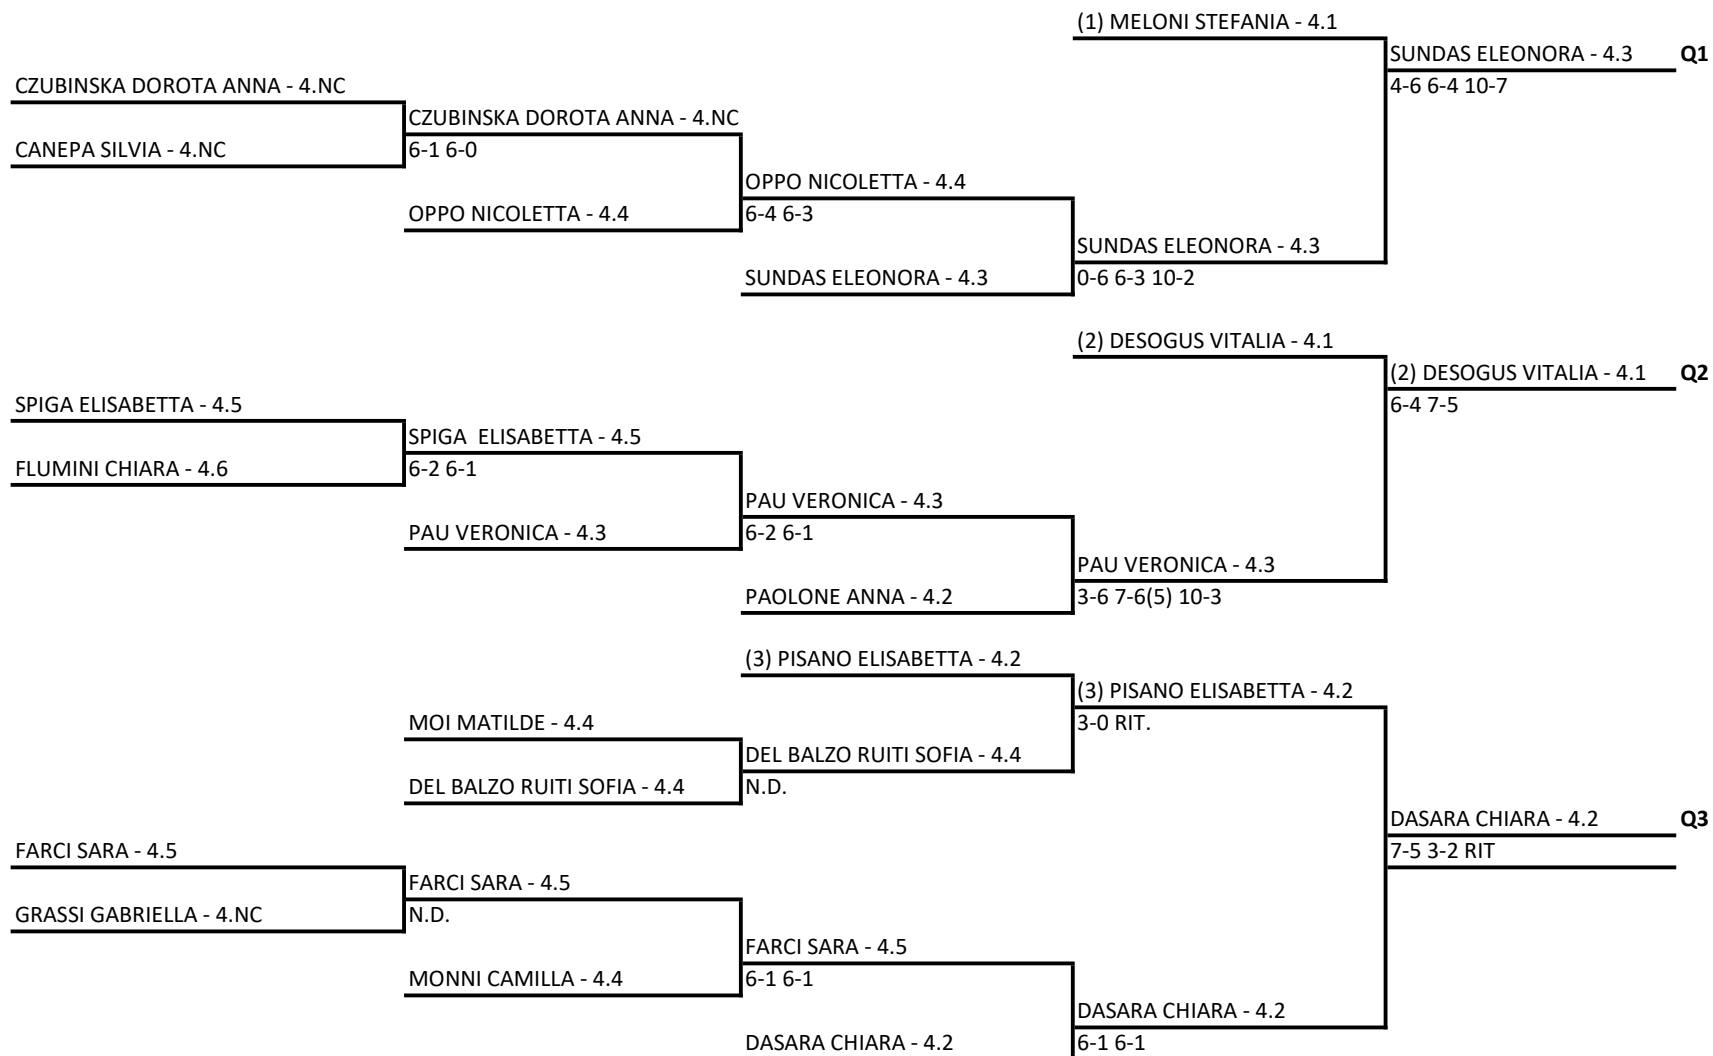 (1) MELONI STEFANIA - 4.1
SUNDAS ELEONORA - 4.3 Q1
CZUBINSKA DOROTA ANNA - 4.NC
4-6 6-4 10-7
CZUBINSKA DOROTA ANNA - 4.NC
CANEPA SILVIA - 4.NC
6-1 6-0
OPPO NICOLETTA - 4.4
OPPO NICOLETTA - 4.4
6-4 6-3
SUNDAS ELEONORA - 4.3
SUNDAS ELEONORA - 4.3
0-6 6-3 10-2
(2) DESOGUS VITALIA - 4.1
(2) DESOGUS VITALIA - 4.1 Q2
SPIGA ELISABETTA - 4.5
6-4 7-5
SPIGA  ELISABETTA - 4.5
FLUMINI CHIARA - 4.6
6-2 6-1
PAU VERONICA - 4.3
PAU VERONICA - 4.3
6-2 6-1
PAU VERONICA - 4.3
PAOLONE ANNA - 4.2
3-6 7-6(5) 10-3
(3) PISANO ELISABETTA - 4.2
(3) PISANO ELISABETTA - 4.2
MOI MATILDE - 4.4
3-0 RIT.
DEL BALZO RUITI SOFIA - 4.4
DEL BALZO RUITI SOFIA - 4.4
N.D.
DASARA CHIARA - 4.2 Q3
FARCI SARA - 4.5
7-5 3-2 RIT
FARCI SARA - 4.5
GRASSI GABRIELLA - 4.NC
N.D.
FARCI SARA - 4.5
MONNI CAMILLA - 4.4
6-1 6-1
DASARA CHIARA - 4.2
DASARA CHIARA - 4.2
6-1 6-1